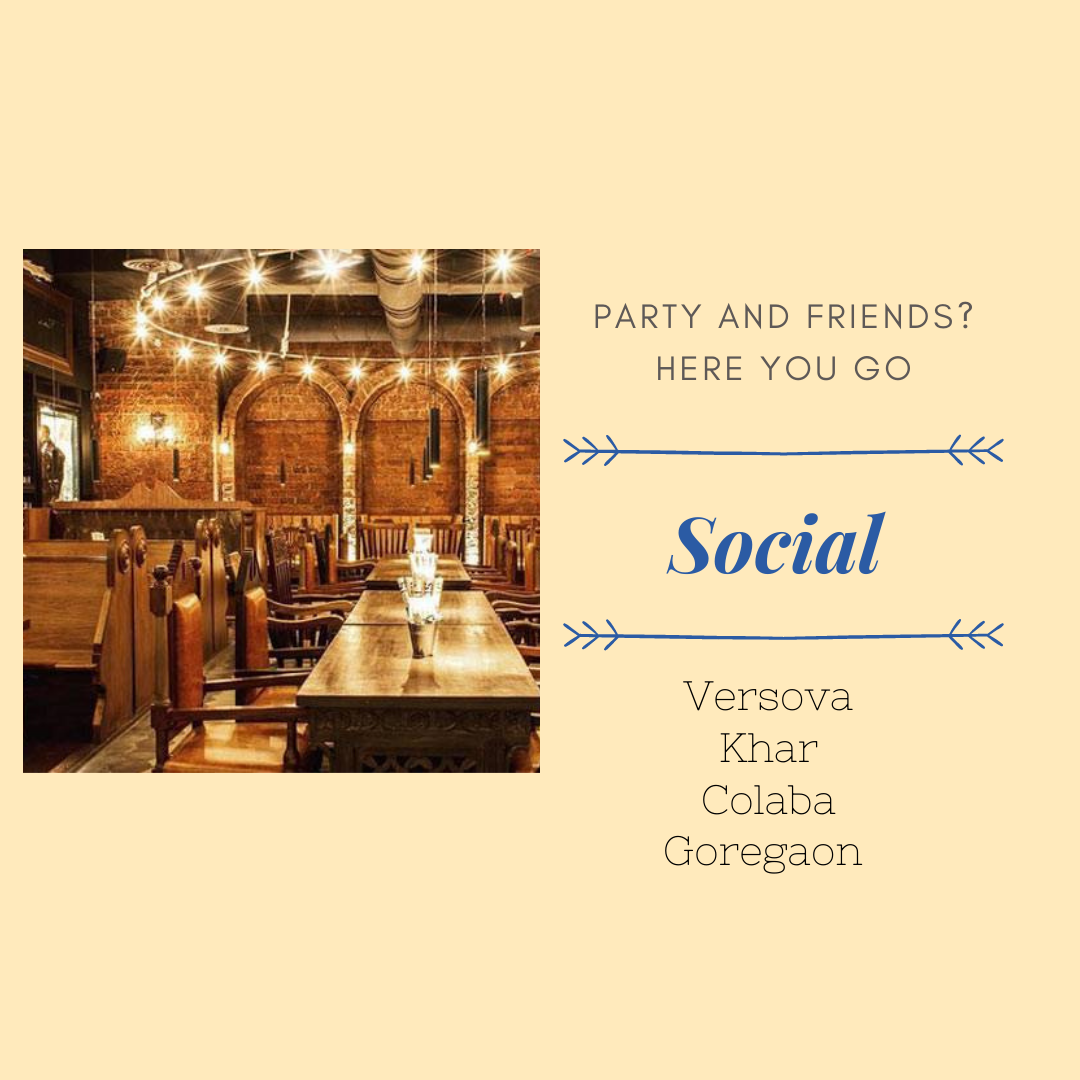 PARTY AND FRIENDS?
HERE YOU GO
Social
Versova
Khar
Colaba
Goregaon